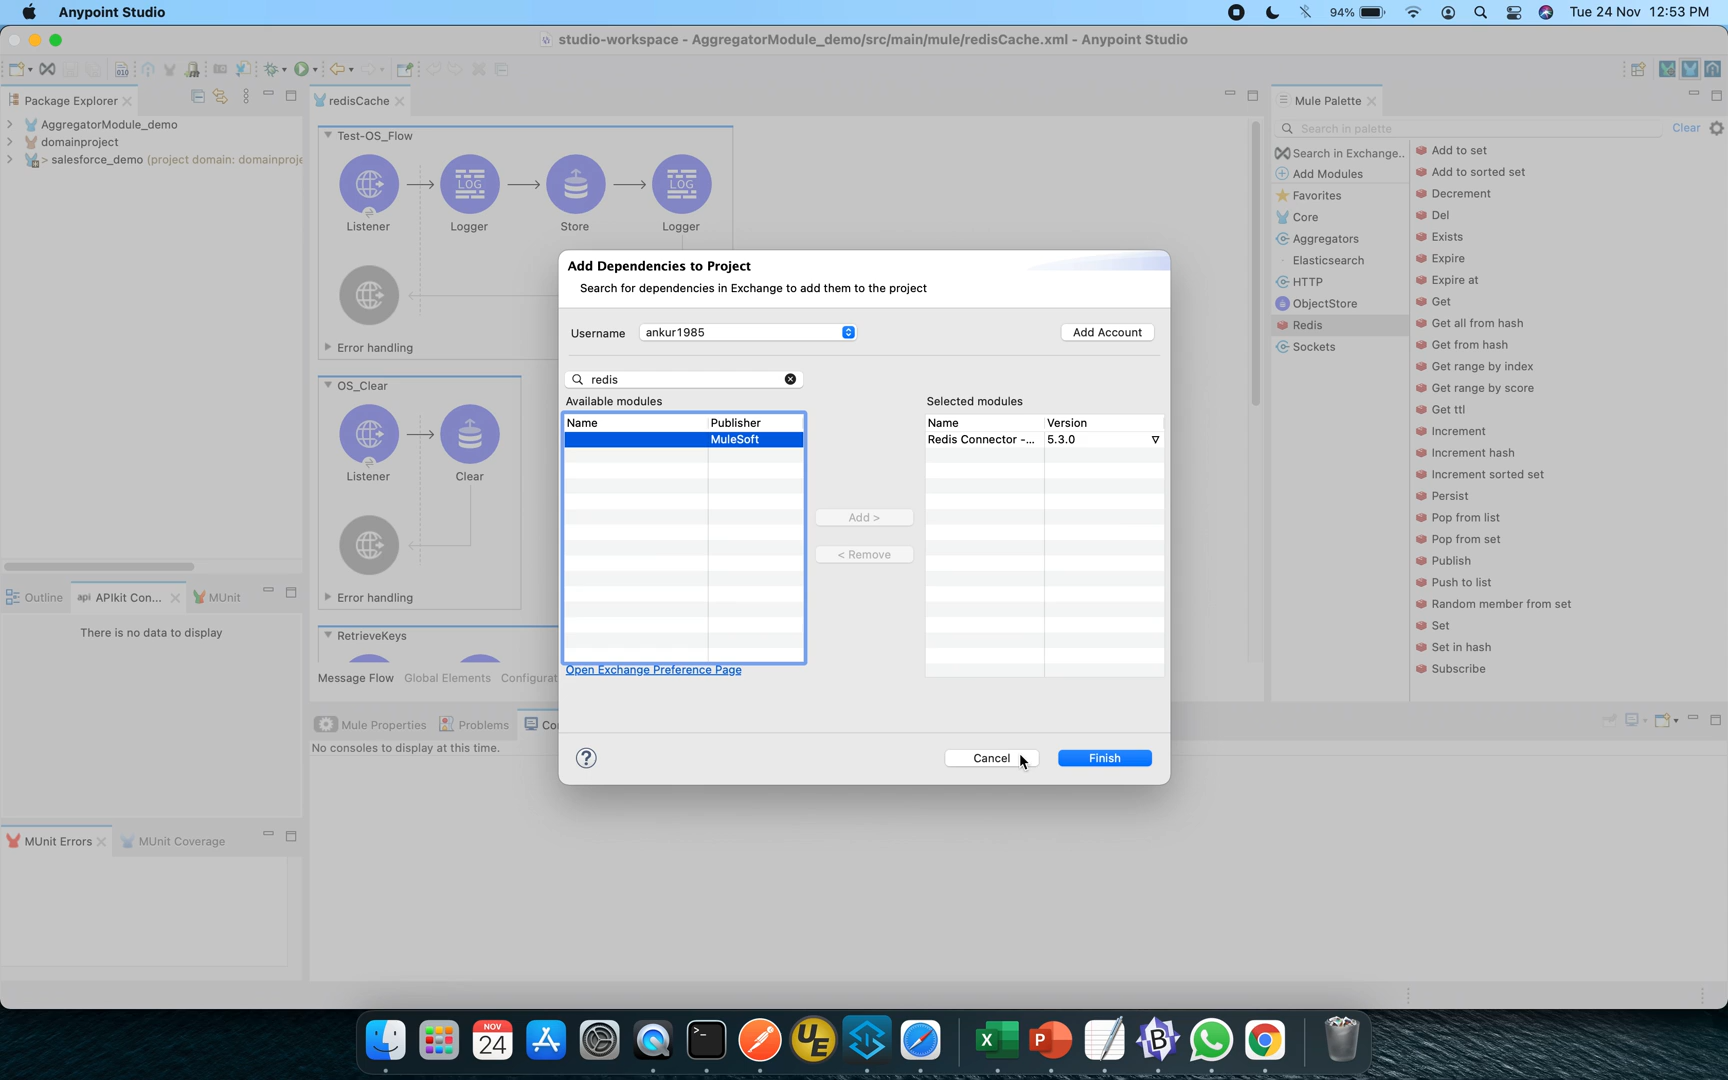 Anypoint Studio
94%
Tue 24 Nov 12:53 PM
studio-workspace - AggregatorModule_demo/src/main/mule/redisCache.xml - Anypoint Studio
Package Explorer
AggregatorModule_demo
domainproject
> salesforce_demo (project domain: domainproje
redisCache
Test-OS_Flow
LOG
LOG
Listener
Logger
Store
Logger
Error handling
OS_Clear
Listener
Clear
Error handling
RetrieveKeys
Message Flow
Global Elements
Configurat
Outline
api APIkit Con...
MUnit
There is no data to display
MUnit Errors
MUnit Coverage
Mule Properties
Problems
Co
No consoles to display at this time.
Add Dependencies to Project
Search for dependencies in Exchange to add them to the project
Username
ankur1985
Add Account
redis
Available modules
Name
Publisher
MuleSoft
Open Exchange Preference Page
Add >
< Remove
Selected modules
Name
Version
Redis Connector -...
5.3.0
?
Cancel
Finish
Mule Palette
Search in palette
Clear
Search in Exchange..
Add Modules
Favorites
Core
Aggregators
Elasticsearch
HTTP
ObjectStore
Redis
Sockets
Add to set
Add to sorted set
Decrement
Del
Exists
Expire
Expire at
Get
Get all from hash
Get from hash
Get range by index
Get range by score
Get ttl
Increment
Increment hash
Increment sorted set
Persist
Pop from list
Pop from set
Publish
Push to list
Random member from set
Set
Set in hash
Subscribe
NOV
24
UE
X
P
B